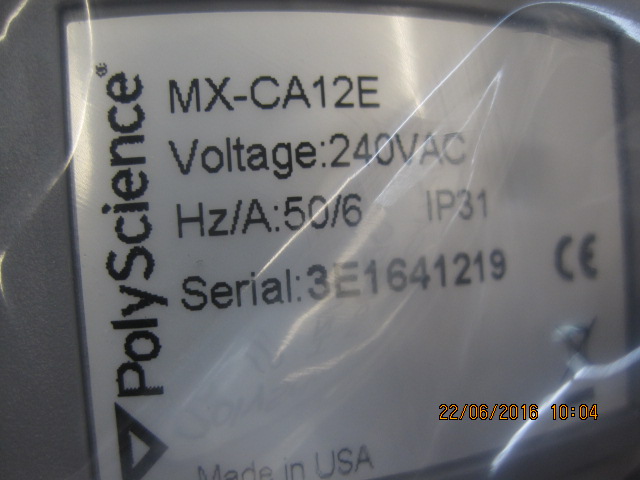 PolyScience®
MX-CA12E
Voltage:240VAC
Hz/A:50/6 IP31
Serial:3E1641219
CE
Made in USA
22/06/2016 10:04